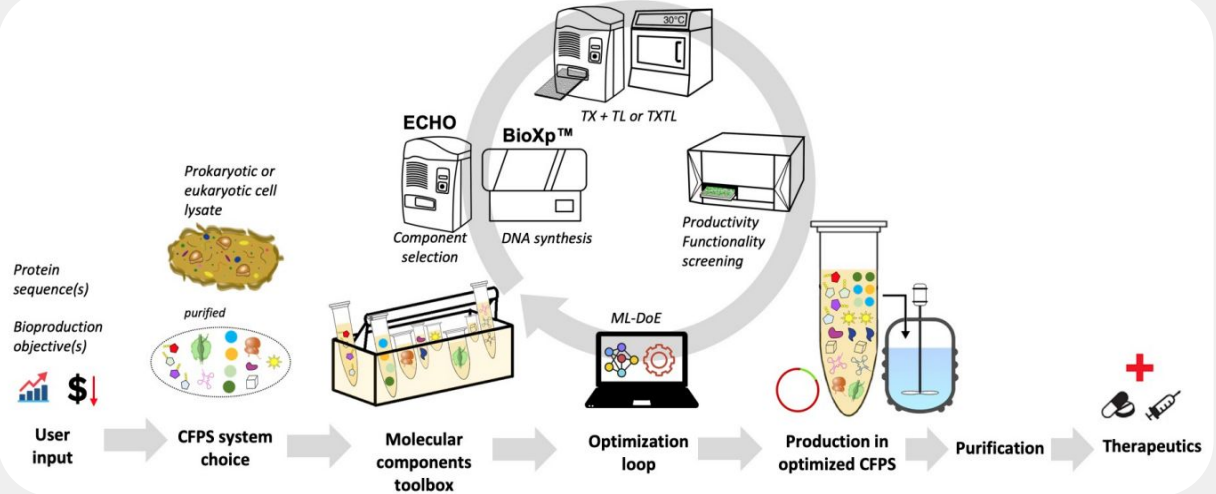 30°C
TX + TL or TXTL
ECHO
BioXp™
Prokaryotic or
eukaryotic cell
lysate
Component
selection
DNA synthesis
Productivity
Functionality
screening
Protein
sequence(s)
Bioproduction
objective(s)
purified
ML-DoE
$
User
input
CFPS system
choice
Molecular
components
toolbox
Optimization
loop
Production in
optimized CFPS
Purification
Therapeutics